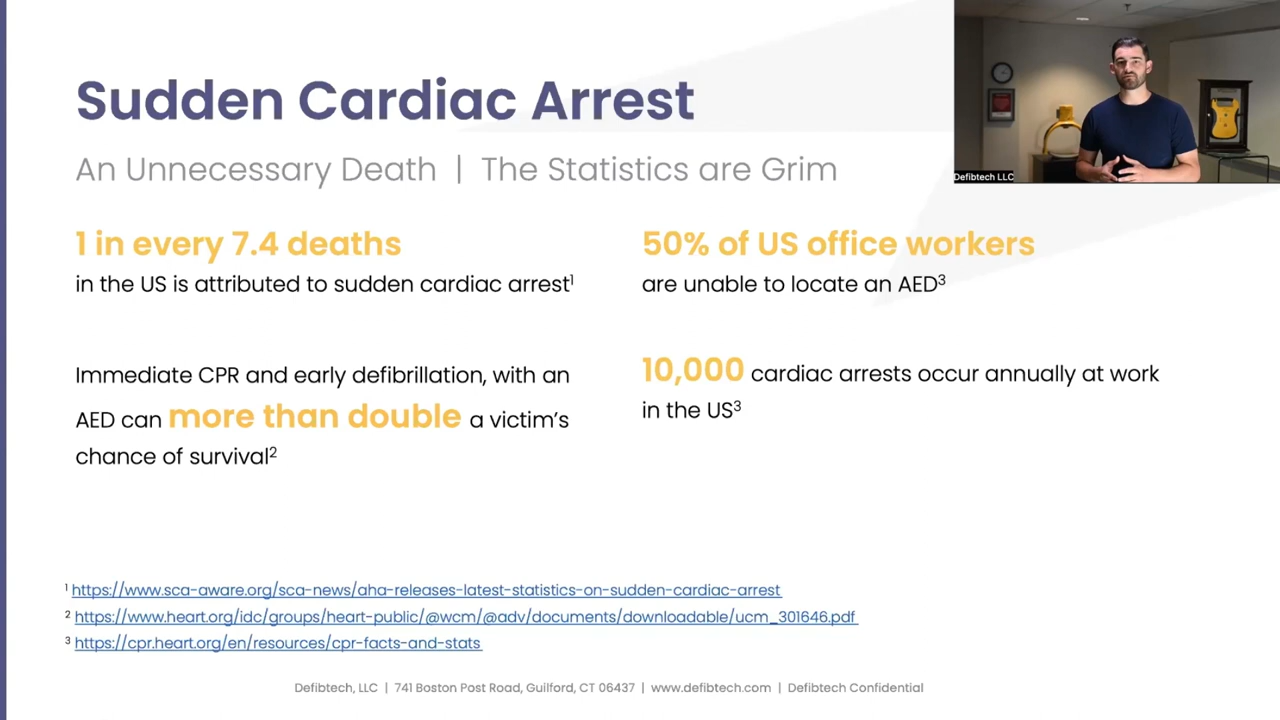 Sudden Cardiac Arrest
An Unnecessary Death | The Statistics are Grim
Defibtech LLC
1 in every 7.4 deaths
in the US is attributed to sudden cardiac arrest¹
Immediate CPR and early defibrillation, with an
AED can more than double a victim’s
chance of survival²
50% of US office workers
are unable to locate an AED³
10,000 cardiac arrests occur annually at work
in the US³
¹ https://www.sca-aware.org/sca-news/aha-releases-latest-statistics-on-sudden-cardiac-arrest
² https://www.heart.org/idc/groups/heart-public/@wcm/@adv/documents/downloadable/ucm_301646.pdf
³ https://cpr.heart.org/en/resources/cpr-facts-and-stats
Defibtech, LLC | 741 Boston Post Road, Guilford, CT 06437 | www.defibtech.com | Defibtech Confidential